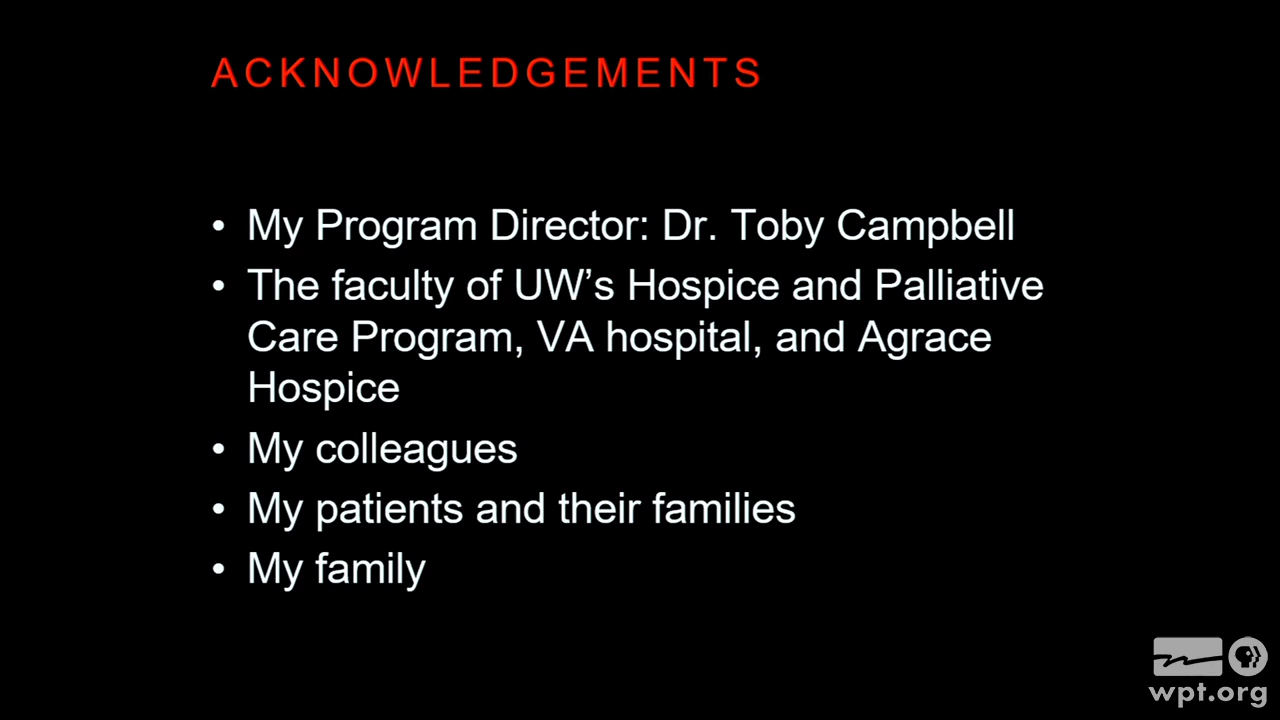 ACKNOWLEDGEMENTS
• My Program Director: Dr. Toby Campbell
• The faculty of UW’s Hospice and Palliative
Care Program, VA hospital, and Agrace
Hospice
• My colleagues
• My patients and their families
• My family
wpt.org